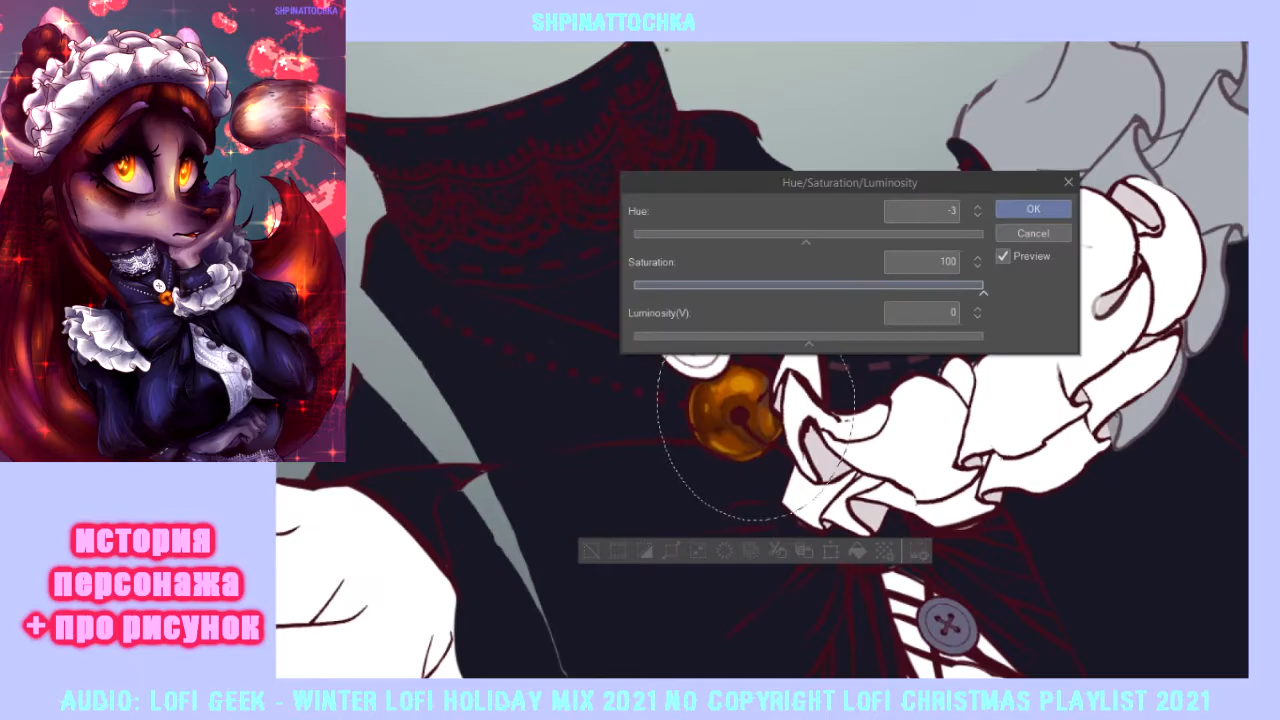 SHPINATTOCHKA
SHPINATTOCHKA
Hue/Saturation/Luminosity
Hue: -3
OK
Cancel
Saturation: 100
Preview
Luminosity(V): 0
история
персонажа
+ про рисунок
AUDIO: LOFI GEEK - WINTER LOFI HOLIDAY MIX 2021 NO COPYRIGHT LOFI CHRISTMAS PLAYLIST 2021